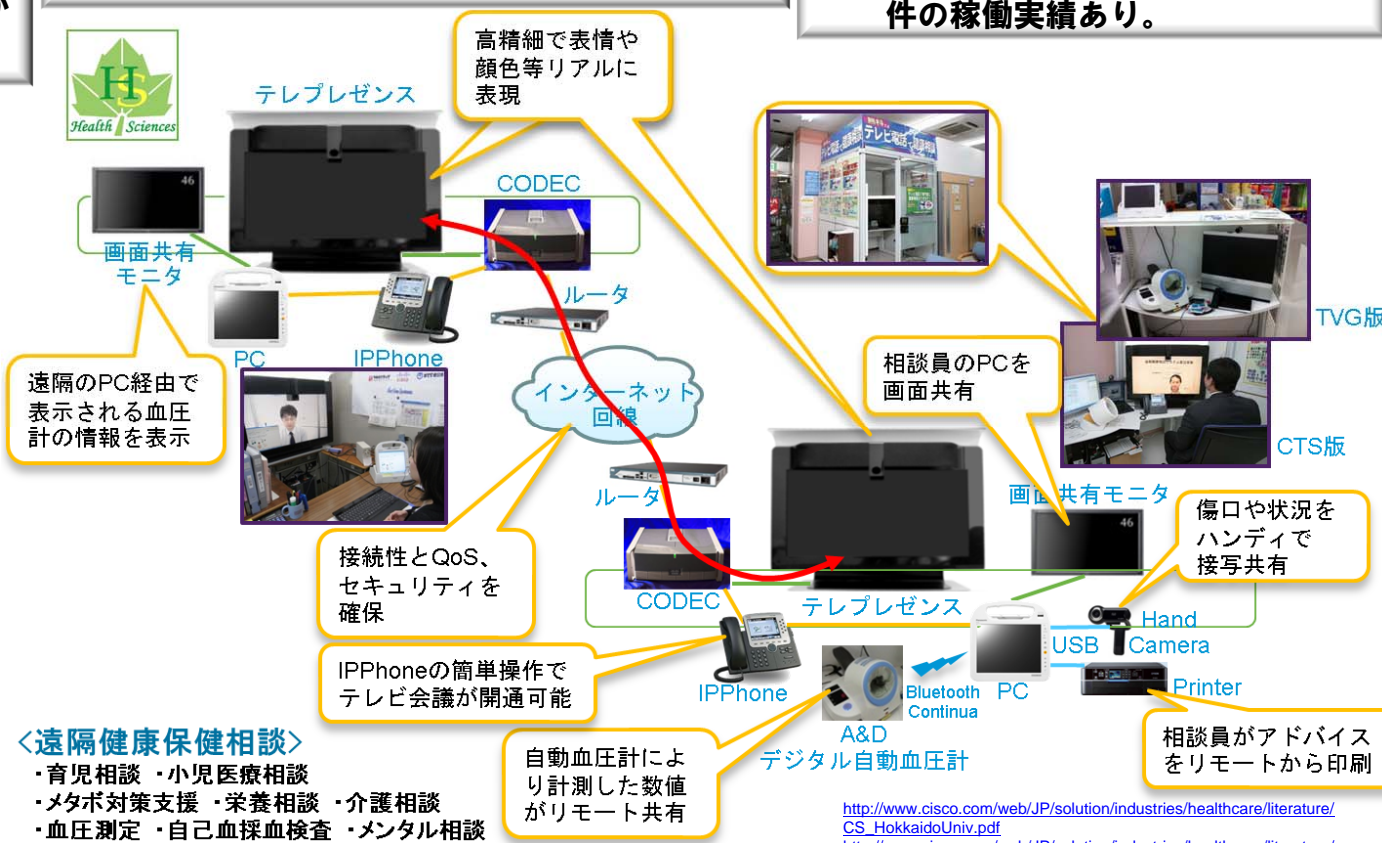 件の稼働実績あり。
HS
Health Sciences
高精細で表情や
顔色等リアルに
表現
テレプレゼンス
46
CODEC
画面共有
モニタ
PC
IPPhone
ルータ
遠隔のPC経由で
表示される血圧
計の情報を表示
インターネット
回線
ルータ
接続性とQoS、
セキュリティを
確保
テレビ電話
健康相談
TVG版
CTS版
相談員のPCを
画面共有
画面共有モニタ
46
傷口や状況を
ハンディで
接写共有
CODEC
テレプレゼンス
Hand
Camera
USB
IPPhoneの簡単操作で
テレビ会議が開通可能
IPPhone
Bluetooth
Continua
PC
Printer
A&D
デジタル自動血圧計
自動血圧計によ
り計測した数値
がリモート共有
相談員がアドバイス
をリモートから印刷
<遠隔健康保健相談>
・育児相談 ・小児医療相談
・メタボ対策支援 ・栄養相談 ・介護相談
・血圧測定 ・自己血採血検査 ・メンタル相談
http://www.cisco.com/web/JP/solution/industries/healthcare/literature/
CS_HokkaidoUniv.pdf